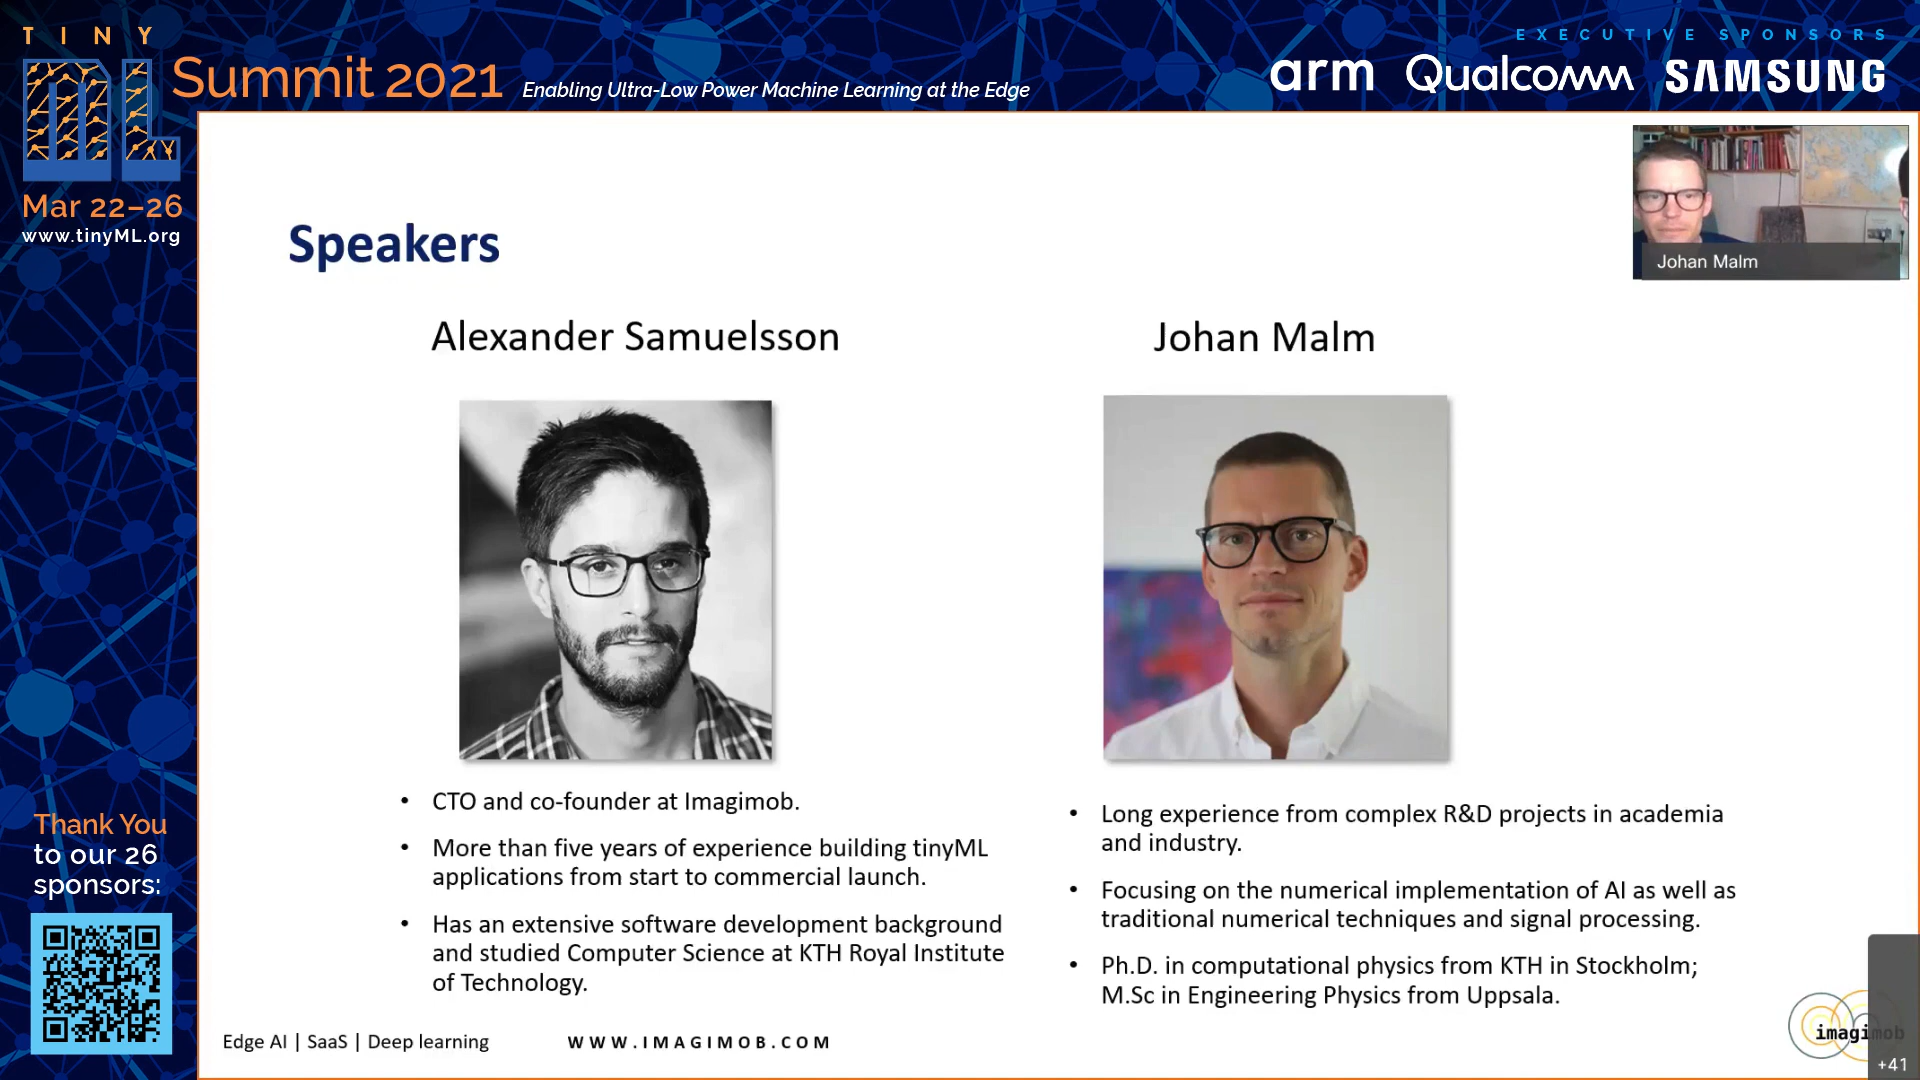 TINY
ML
Summit 2021
Enabling Ultra-Low Power Machine Learning at the Edge
EXECUTIVE SPONSORS
arm Qualcomm SAMSUNG
Mar 22–26
www.tinyML.org
Johan Malm
Speakers
Alexander Samuelsson
• CTO and co-founder at Imagimob.
• More than five years of experience building tinyML
applications from start to commercial launch.
• Has an extensive software development background
and studied Computer Science at KTH Royal Institute
of Technology.
Johan Malm
• Long experience from complex R&D projects in academia
and industry.
• Focusing on the numerical implementation of AI as well as
traditional numerical techniques and signal processing.
• Ph.D. in computational physics from KTH in Stockholm;
M.Sc in Engineering Physics from Uppsala.
Thank You
to our 26
sponsors:
Edge AI | SaaS | Deep learning
WWW.IMAGIMOB.COM
imagimob
+41